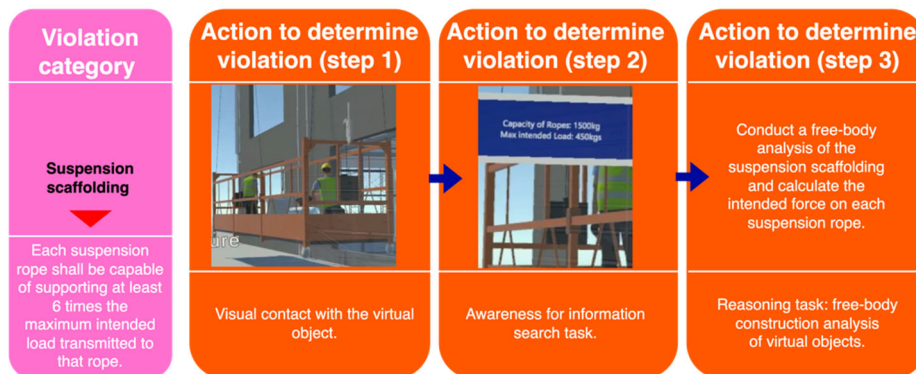 Violation
category
Suspension
scaffolding
Each suspension
rope shall be capable
of supporting at least
6 times the
maximum intended
load transmitted to
that rope.
Action to determine
violation (step 1)
ure
Visual contact with the virtual
object.
Action to determine
violation (step 2)
Capacity of Ropes: 1500kg
Max intended Load: 450kgs
Awareness for information
search task.
Action to determine
violation (step 3)
Conduct a free-body
analysis of the
suspension scaffolding
and calculate the
intended force on each
suspension rope.
Reasoning task: free-body
construction analysis
of virtual objects.